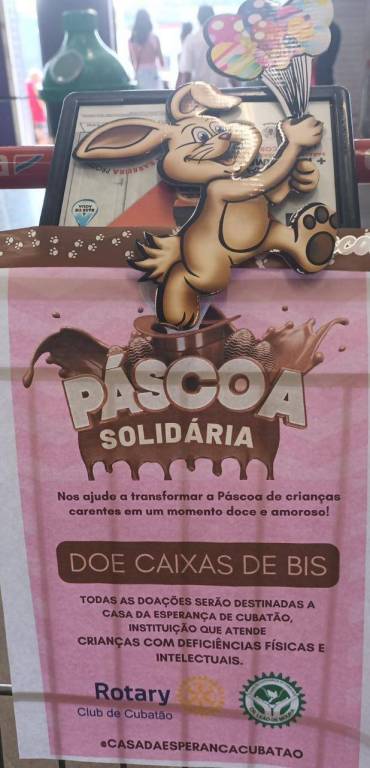 PÁSCOA
SOLIDÁRIA
Nos ajude a transformar a Páscoa de crianças
carentes em um momento doce e amoroso!
DOE CAIXAS DE BIS
TODAS AS DOAÇÕES SERÃO DESTINADAS A
CASA DA ESPERANÇA DE CUBATÃO,
INSTITUIÇÃO QUE ATENDE
CRIANÇAS COM DEFICIÊNCIAS FÍSICAS E
INTELECTUAIS.
Rotary
Club de Cubatão
@CASADAESPERANCACUBATAO